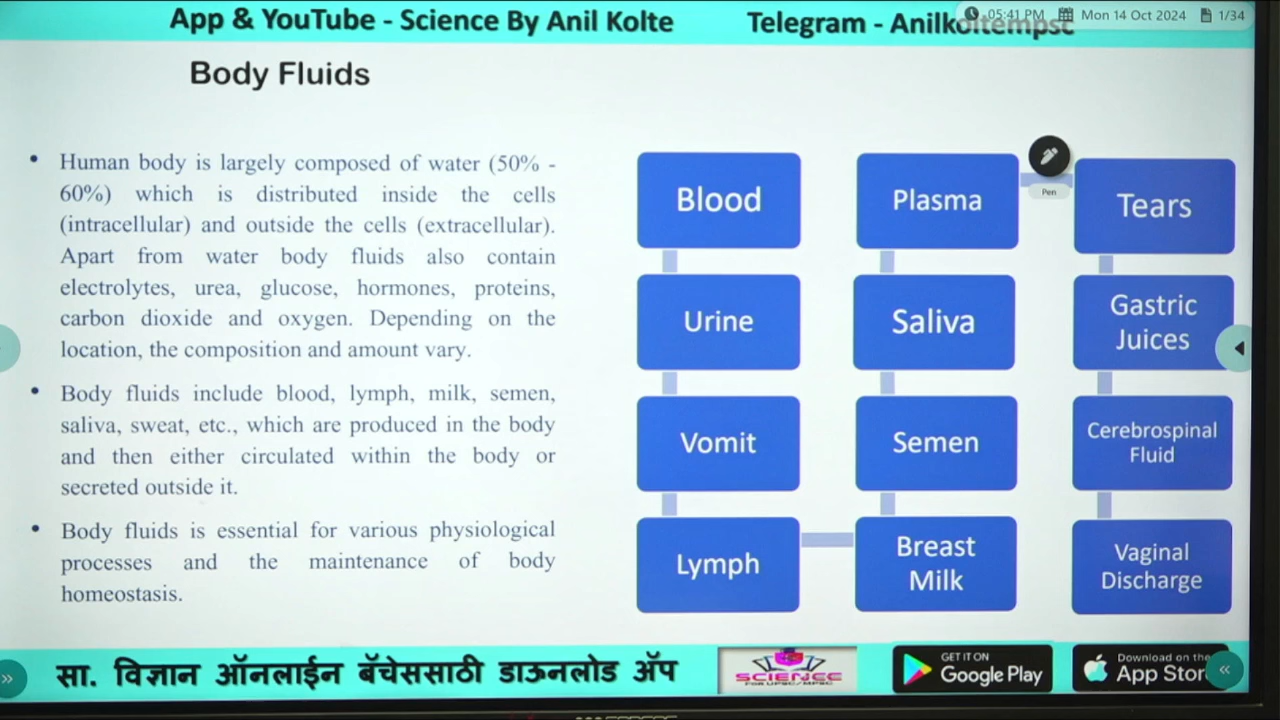 App & YouTube - Science By Anil Kolte
Telegram - Anilkoltempsc
05:41 PM
Mon 14 Oct 2024
1/34
Body Fluids
• Human body is largely composed of water (50% -
60%) which is distributed inside the cells
(intracellular) and outside the cells (extracellular).
Apart from water body fluids also contain
electrolytes, urea, glucose, hormones, proteins,
carbon dioxide and oxygen. Depending on the
location, the composition and amount vary.
• Body fluids include blood, lymph, milk, semen,
saliva, sweat, etc., which are produced in the body
and then either circulated within the body or
secreted outside it.
• Body fluids is essential for various physiological
processes and the maintenance of body
homeostasis.
Blood
Urine
Vomit
Lymph
Plasma
Saliva
Semen
Breast
Milk
Pen
Tears
Gastric
Juices
Cerebrospinal
Fluid
Vaginal
Discharge
सा. विज्ञान ऑनलाईन बॅचेससाठी डाऊनलोड ॲप
SCIENCE
FOR UPSC/MPSC
GET IT ON
Google Play
Download on the
App Stor